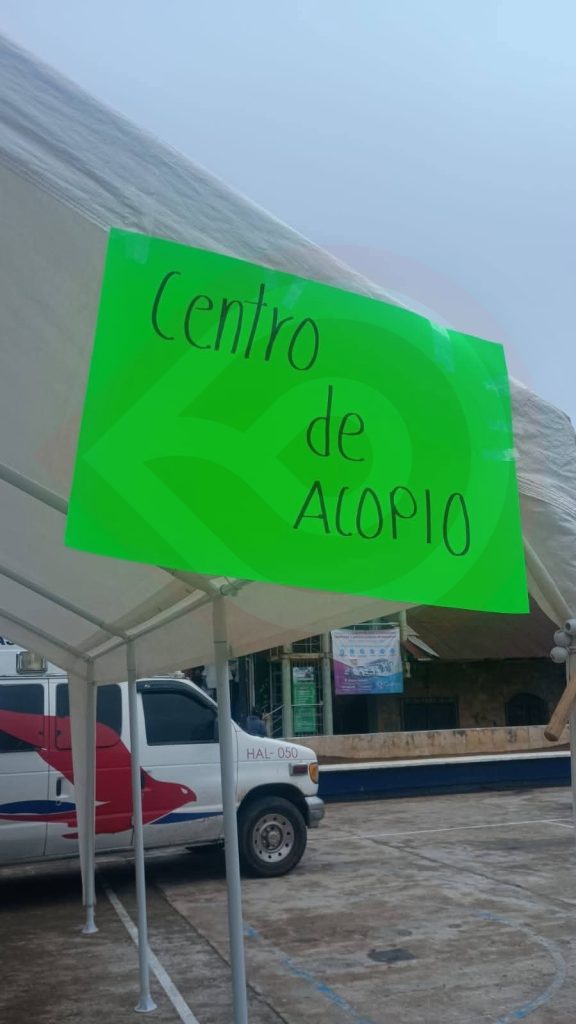 Centro
de
ACOPIO
HAL-050